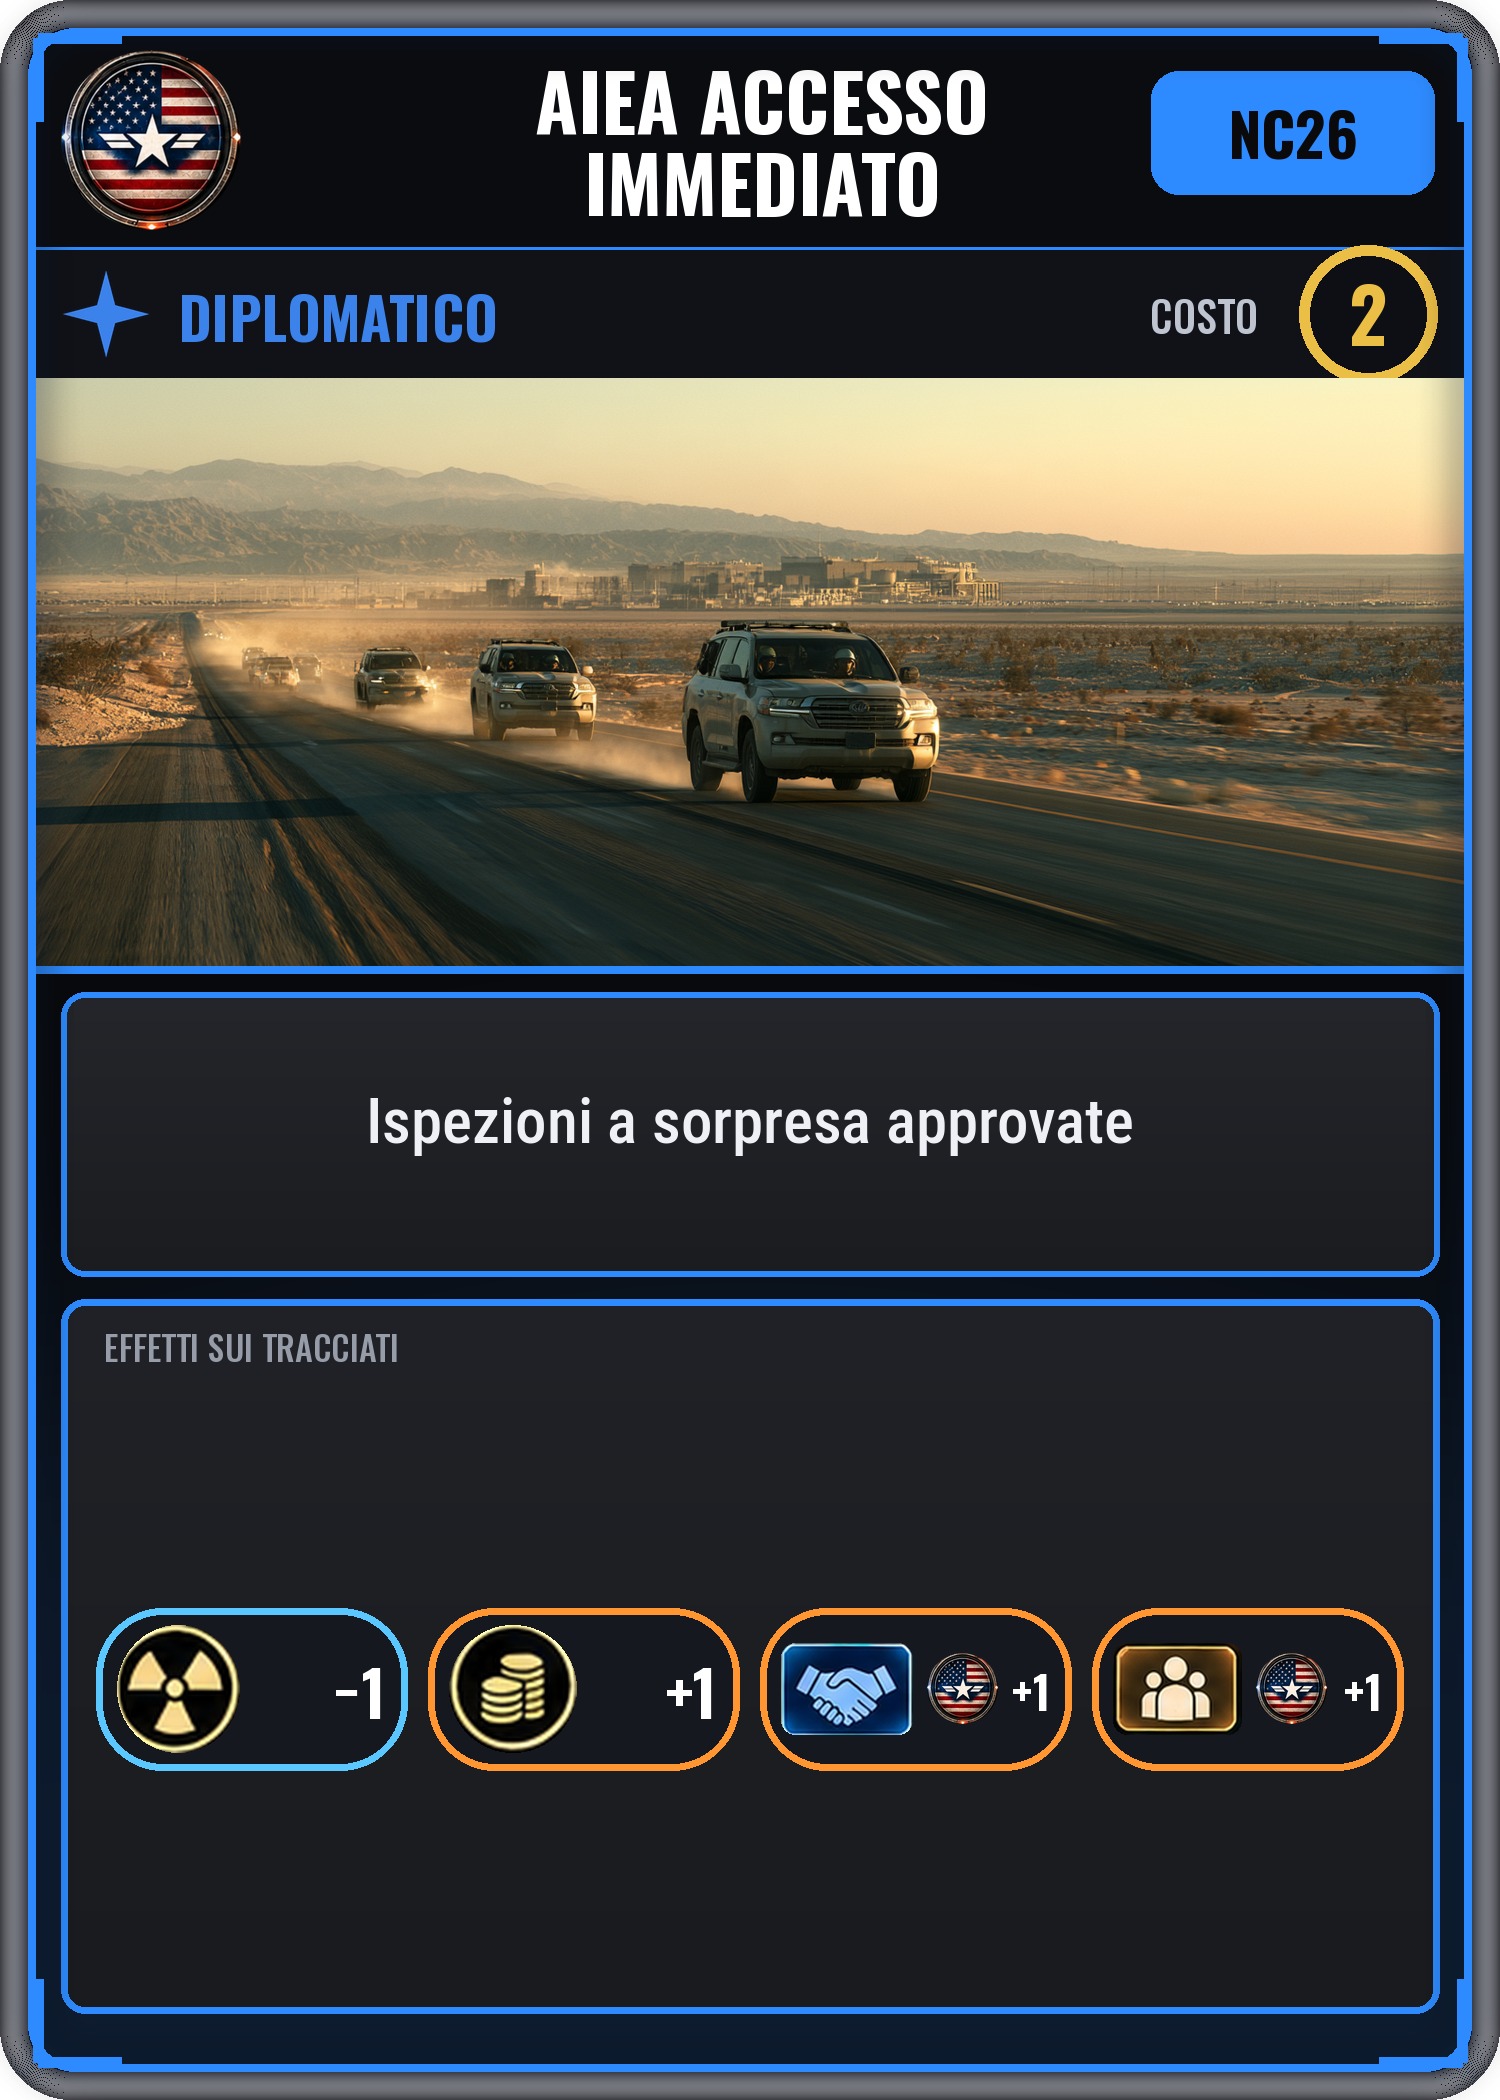 AIEA ACCESSO
IMMEDIATO
NC26
DIPLOMATICO
COSTO
2
Ispezioni a sorpresa approvate
EFFETTI SUI TRACCIATI
-1
+1
+1
+1